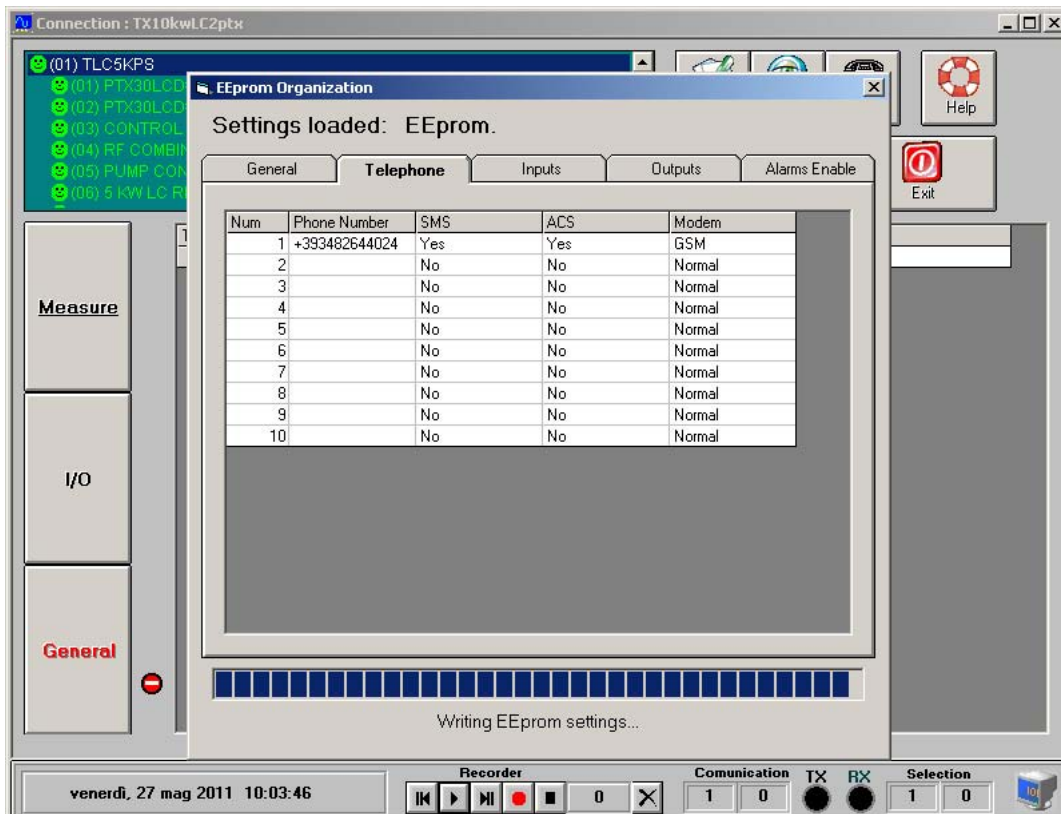 Connection : TX10kwLC2ptx
(01) TLC5KPS
(01) PTX30LCD
(02) PTX30LCD
(03) CONTROL
(04) RF COMBIN
(05) PUMP CON
(06) 5 KW LC R
Help
Exit
EEprom Organization
Settings loaded: EEprom.
General Telephone Inputs Outputs Alarms Enable
Num Phone Number SMS ACS Modem
1 +393482644024 Yes Yes GSM
2 No No Normal
3 No No Normal
4 No No Normal
5 No No Normal
6 No No Normal
7 No No Normal
8 No No Normal
9 No No Normal
10 No No Normal
Measure
I/O
General
Writing EEprom settings...
Recorder Comunication TX RX Selection
venerdì, 27 mag 2011 10:03:46 0 1 0 1 0